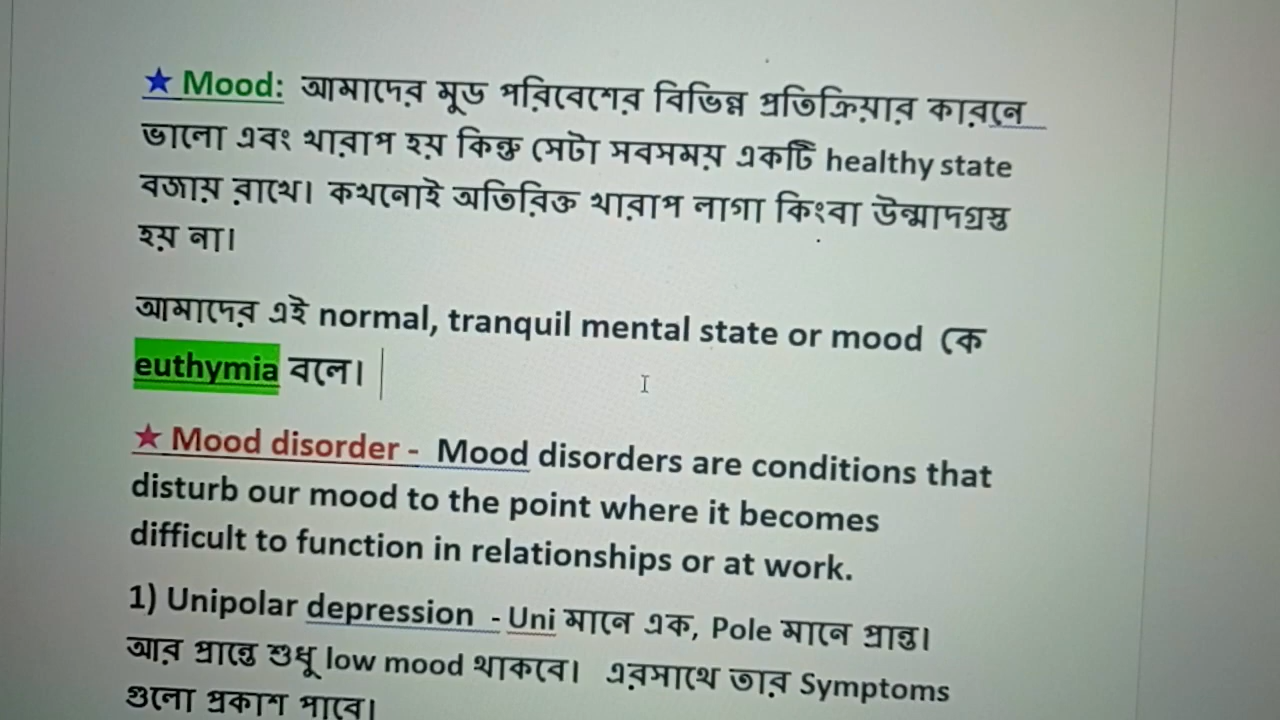 ★ Mood: আমাদের মুড পরিবেশের বিভিন্ন প্রতিক্রিয়ার কারনে
ভালো এবং খারাপ হয় কিন্তু সেটা সবসময় একটি healthy state
বজায় রাখে। কখনোই অতিরিক্ত খারাপ লাগা কিংবা উন্মাদগ্রস্ত
হয় না।
আমাদের এই normal, tranquil mental state or mood কে
euthymia বলে।
★ Mood disorder - Mood disorders are conditions that
disturb our mood to the point where it becomes
difficult to function in relationships or at work.
1) Unipolar depression - Uni মানে এক, Pole মানে প্রান্ত।
আর প্রান্তে শুধু low mood থাকবে। এরসাথে তার Symptoms
গুলো প্রকাশ পাবে।